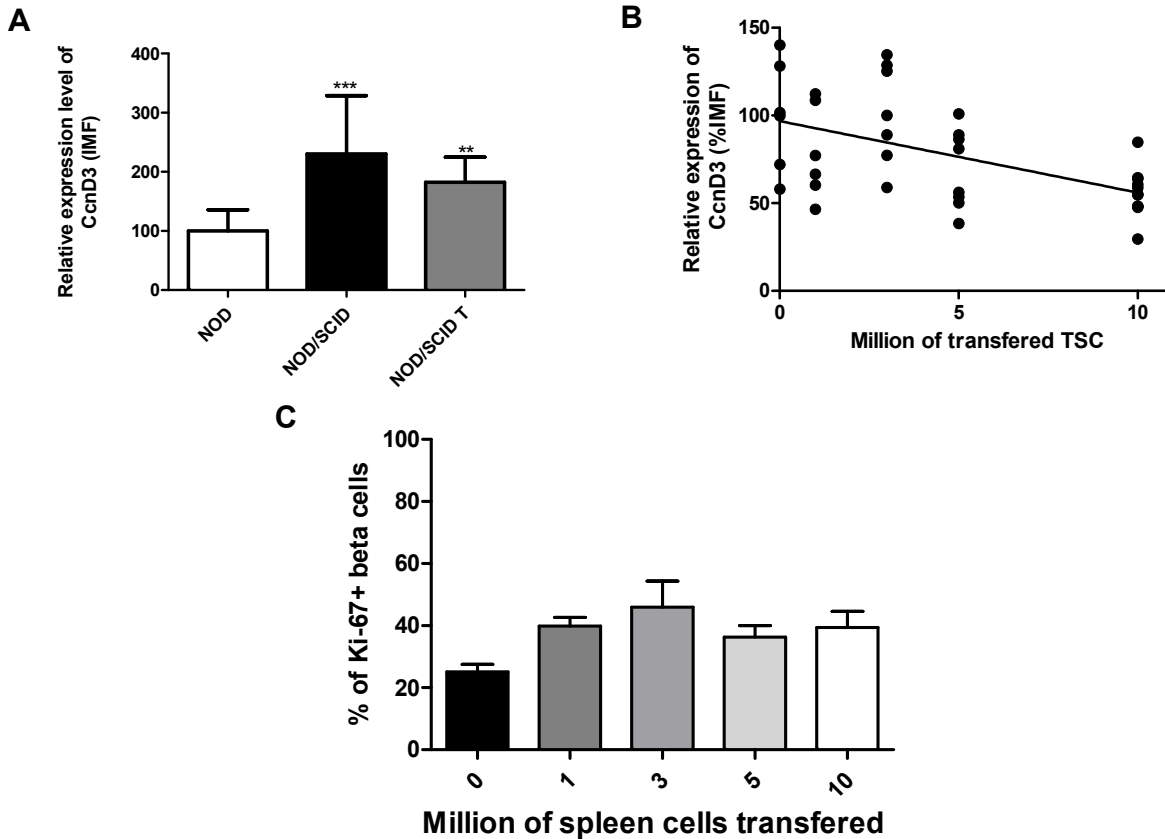 A
Relative expression level of
CcnD3 (IMF)
400
300
200
100
0
***
**
NOD
NOD/SCID
NOD/SCID T
B
Relative expression of
CcnD3 (%IMF)
150
100
50
0
0
5
10
Million of transfered TSC
C
% of Ki-67+ beta cells
100
80
60
40
20
0
0
1
3
5
10
Million of spleen cells transfered